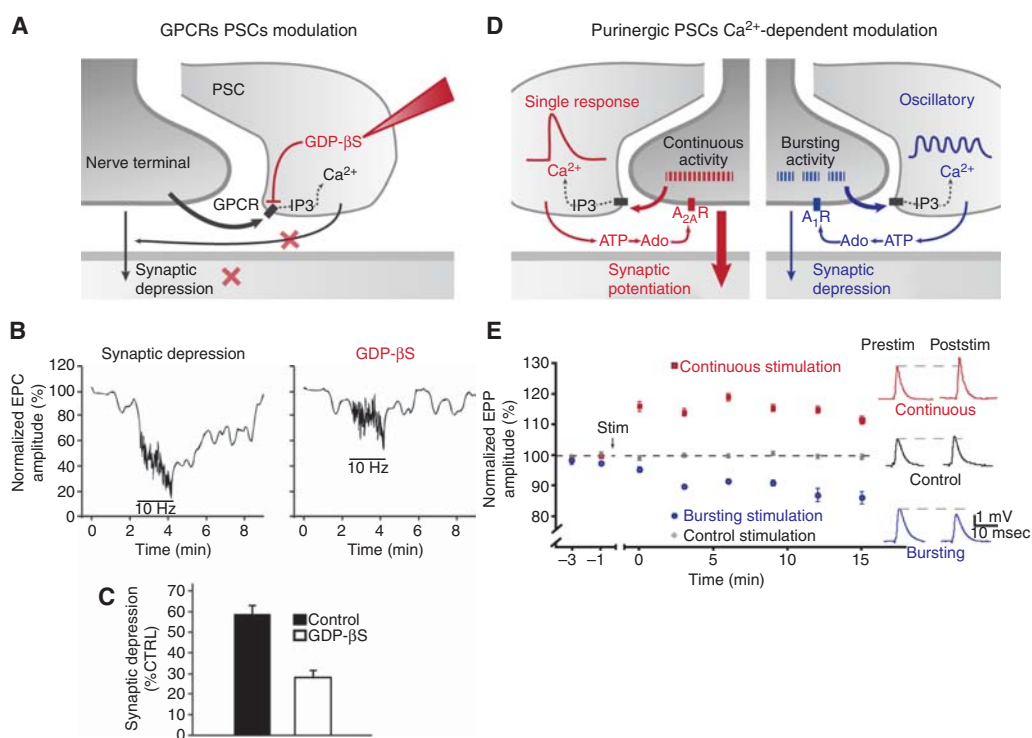 A
GPCRs PSCs modulation
PSC
GDP-βS
Nerve terminal
Ca²⁺
GPCR
IP3
Synaptic
depression
B
Synaptic depression
GDP-βS
Normalized EPC
amplitude (%)
120
100
80
60
40
20
0
10 Hz
10 Hz
0 2 4 6 8
0 2 4 6 8
Time (min)
Time (min)
C
Synaptic depression
(%CTRL)
70
60
50
40
30
20
10
0
Control
GDP-βS
D
Purinergic PSCs Ca²⁺-dependent modulation
Single response
Continuous
activity
Ca²⁺
IP3
A₂AR
ATP
Ado
Synaptic
potentiation
Oscillatory
Bursting
activity
Ca²⁺
IP3
A₁R
Ado
ATP
Synaptic
depression
E
Normalized EPP
amplitude (%)
130
120
110
100
90
80
Continuous stimulation
Stim
Bursting stimulation
Control stimulation
−3 −1 0 5 10 15
Time (min)
Prestim Poststim
Continuous
Control
1 mV
10 msec
Bursting